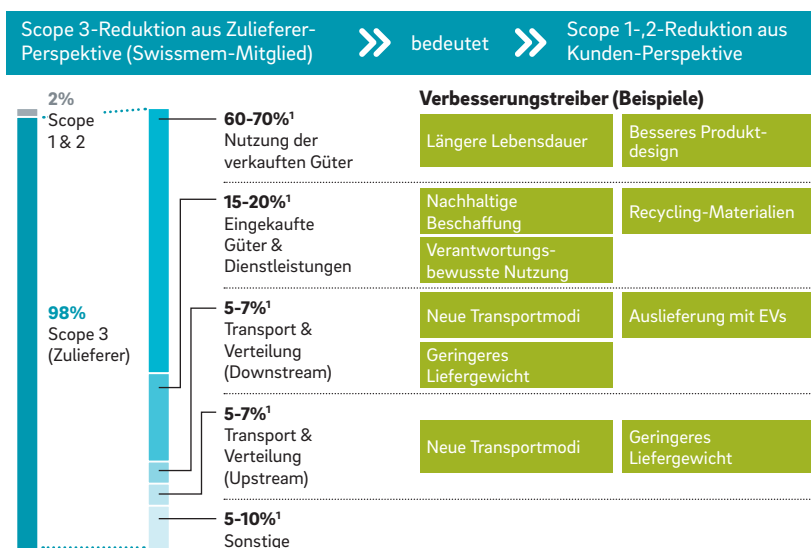 Scope 3-Reduktion aus Zulieferer-
Perspektive (Swissmem-Mitglied)
bedeutet
Scope 1-,2-Reduktion aus
Kunden-Perspektive
2%
Scope
1 & 2
98%
Scope 3
(Zulieferer)
Verbesserungstreiber (Beispiele)
60-70%¹
Nutzung der
verkauften Güter
Längere Lebensdauer
Besseres Produkt-
design
15-20%¹
Eingekaufte
Güter &
Dienstleistungen
Nachhaltige
Beschaffung
Recycling-Materialien
Verantwortungs-
bewusste Nutzung
5-7%¹
Transport &
Verteilung
(Downstream)
Neue Transportmodi
Auslieferung mit EVs
Geringeres
Liefergewicht
5-7%¹
Transport &
Verteilung
(Upstream)
Neue Transportmodi
Geringeres
Liefergewicht
5-10%¹
Sonstige